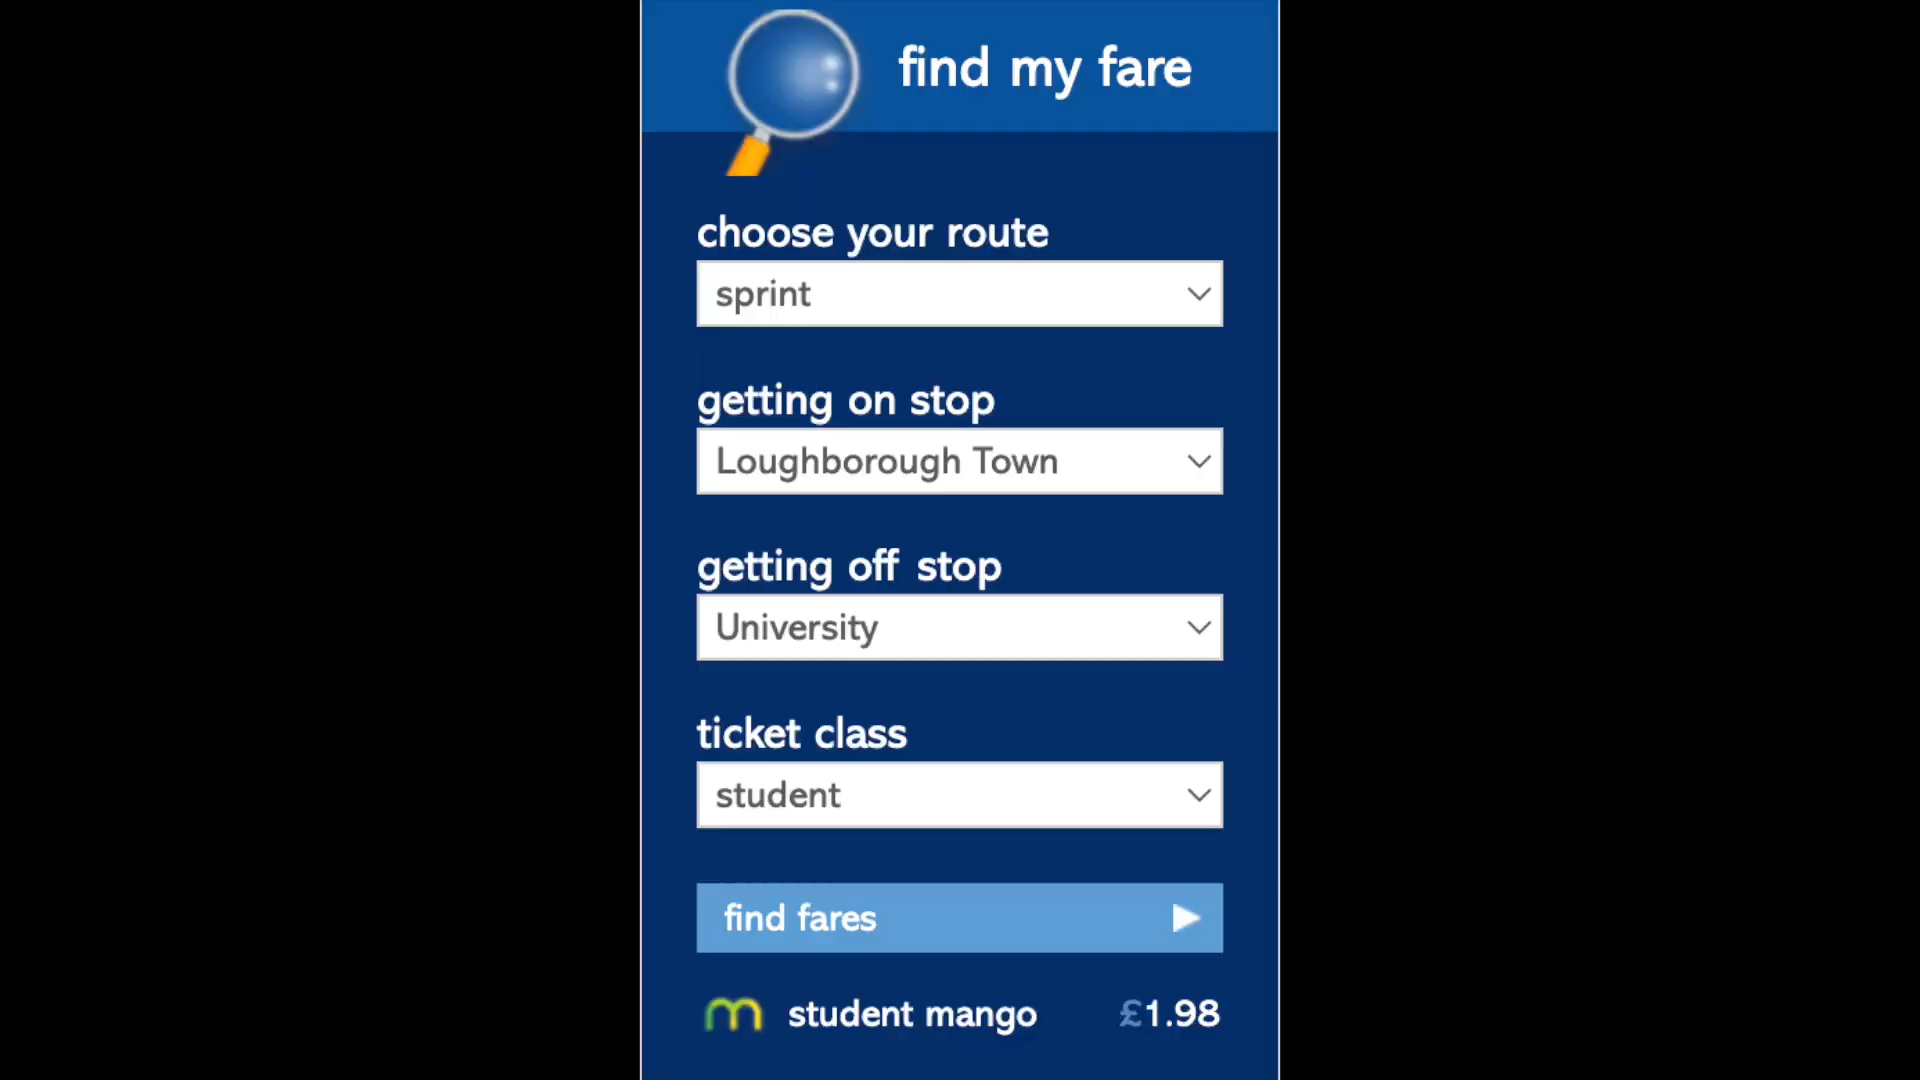 find my fare
choose your route
sprint
getting on stop
Loughborough Town
getting off stop
University
ticket class
student
find fares
m student mango £1.98